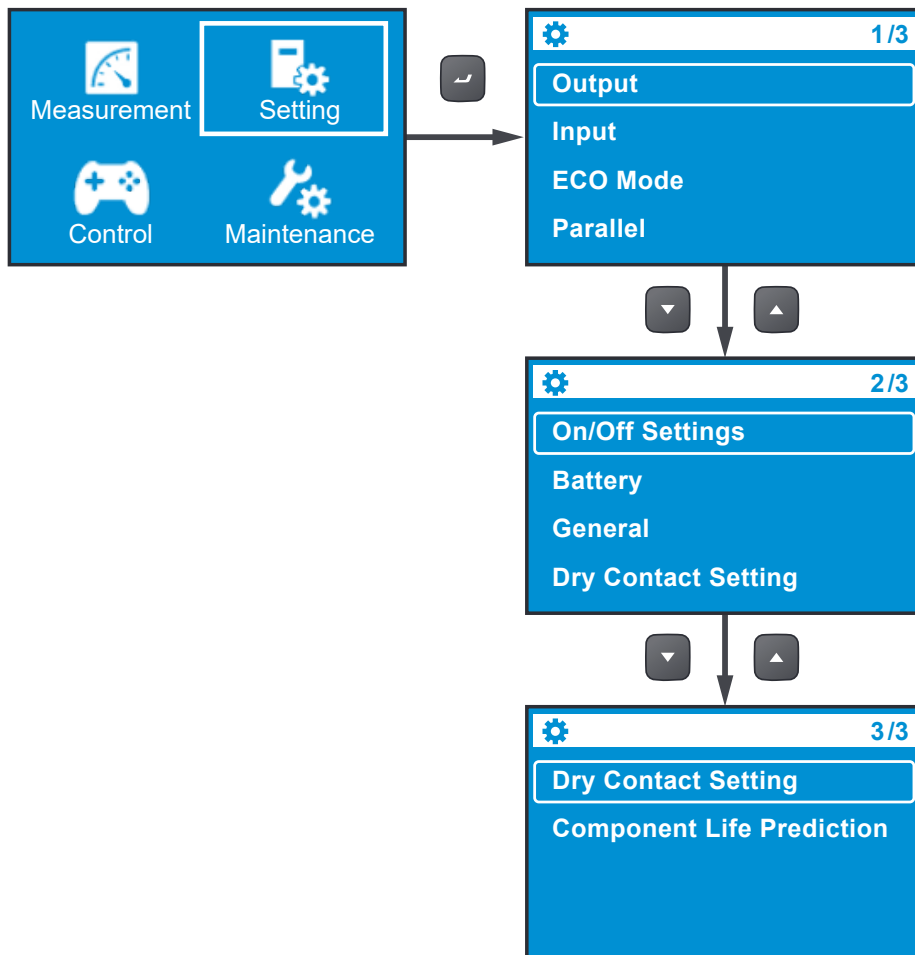 Measurement
Setting
Control
Maintenance
1/3
Output
Input
ECO Mode
Parallel
2/3
On/Off Settings
Battery
General
Dry Contact Setting
3/3
Dry Contact Setting
Component Life Prediction